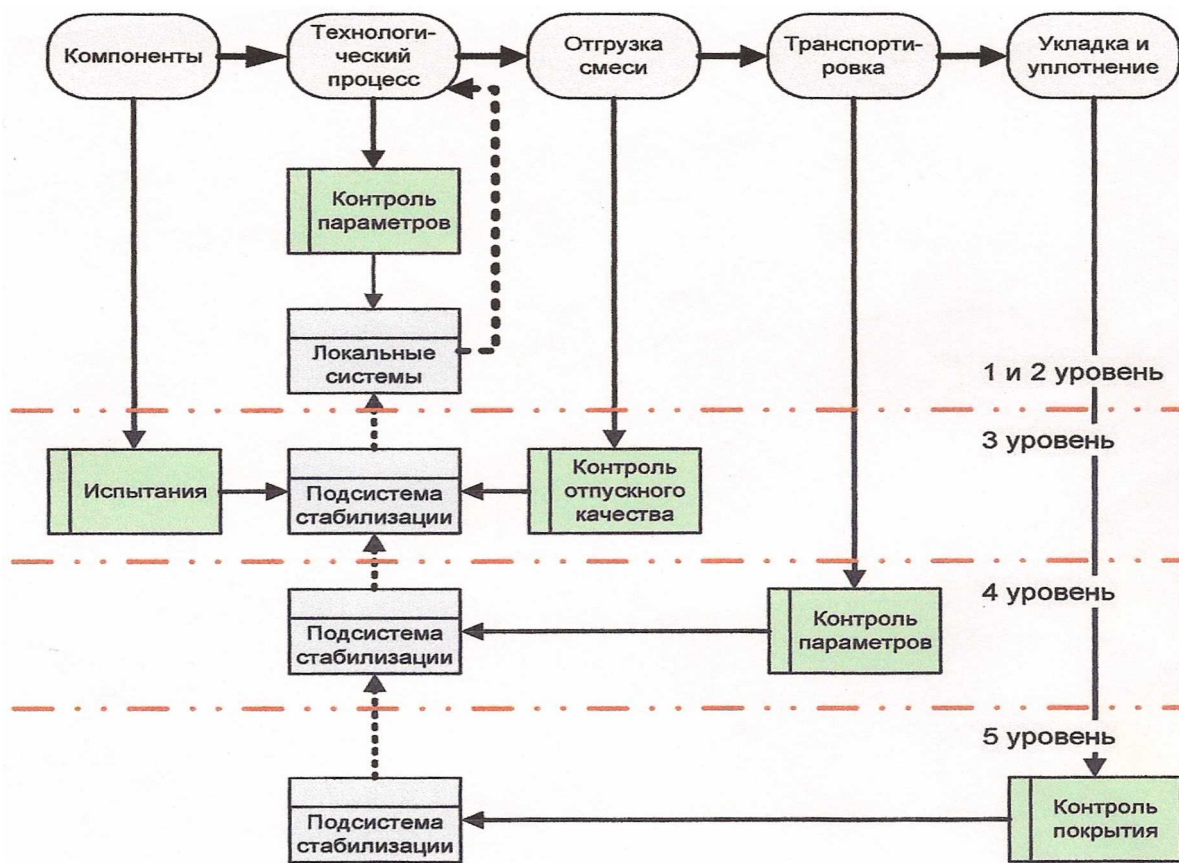 Компоненты
Технологи-
ческий
процесс
Отгрузка
смеси
Транспорти-
ровка
Укладка и
уплотнение
Контроль
параметров
Локальные
системы
1 и 2 уровень
3 уровень
Испытания
Подсистема
стабилизации
Контроль
отпускного
качества
4 уровень
Подсистема
стабилизации
Контроль
параметров
5 уровень
Подсистема
стабилизации
Контроль
покрытия